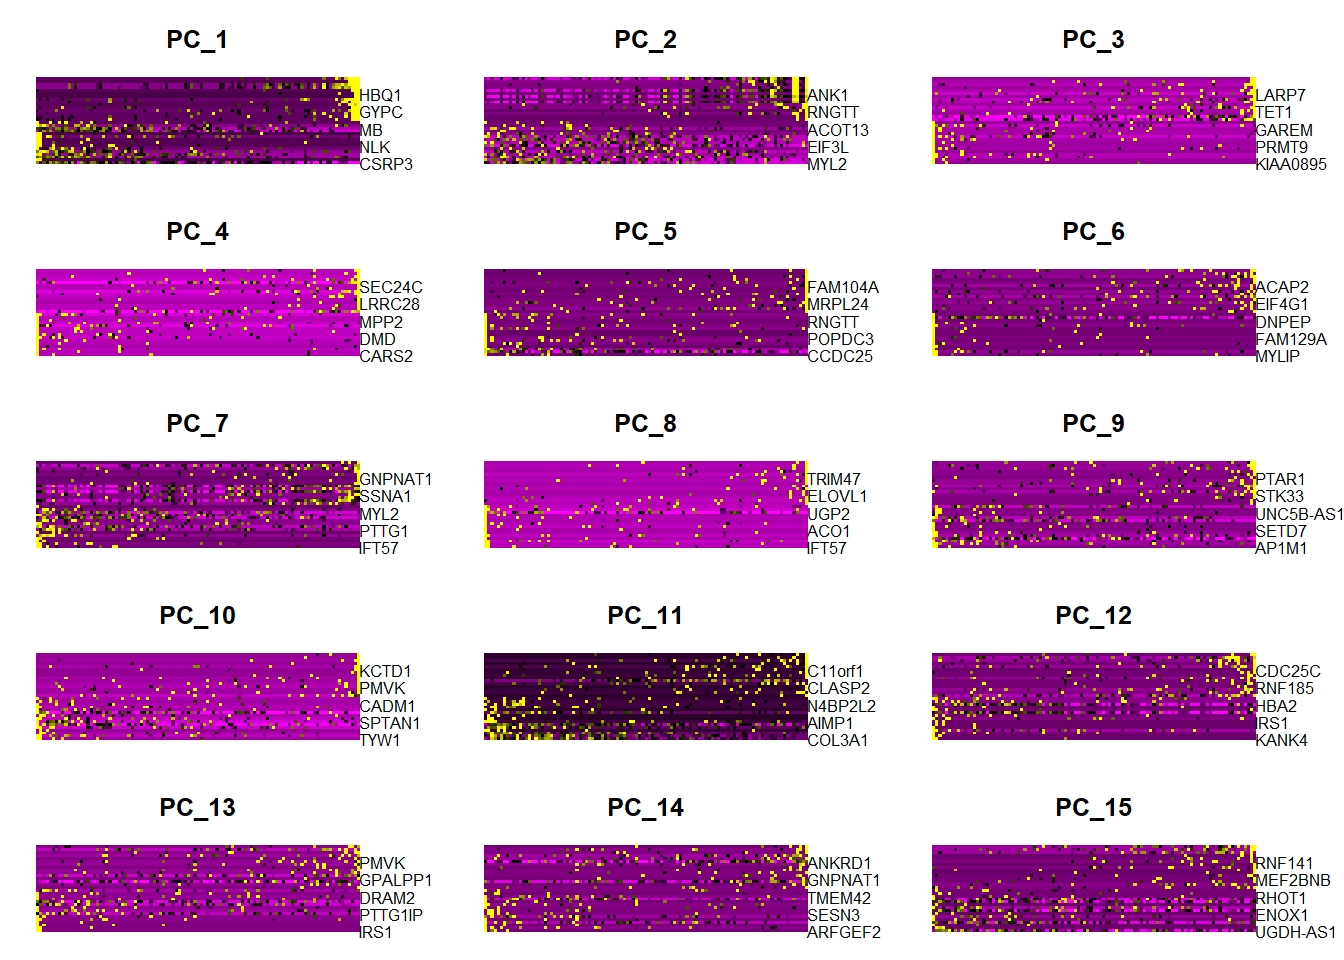 PC_1
HBQ1
GYPC
MB
NLK
CSRP3
PC_2
ANK1
RNGTT
ACOT13
EIF3L
MYL2
PC_3
LARP7
TET1
GAREM
PRMT9
KIAA0895
PC_4
SEC24C
LRRC28
MPP2
DMD
CARS2
PC_5
FAM104A
MRPL24
RNGTT
POPDC3
CCDC25
PC_6
ACAP2
EIF4G1
DNPEP
FAM129A
MYLIP
PC_7
GNPNAT1
SSNA1
MYL2
PTTG1
IFT57
PC_8
TRIM47
ELOVL1
UGP2
ACO1
IFT57
PC_9
PTAR1
STK33
UNC5B-AS1
SETD7
AP1M1
PC_10
KCTD1
PMVK
CADM1
SPTAN1
TYW1
PC_11
C11orf1
CLASP2
N4BP2L2
AIMP1
COL3A1
PC_12
CDC25C
RNF185
HBA2
IRS1
KANK4
PC_13
PMVK
GPALPP1
DRAM2
PTTG1IP
IRS1
PC_14
ANKRD1
GNPNAT1
TMEM42
SESN3
ARFGEF2
PC_15
RNF141
MEF2BNB
RHOT1
ENOX1
UGDH-AS1